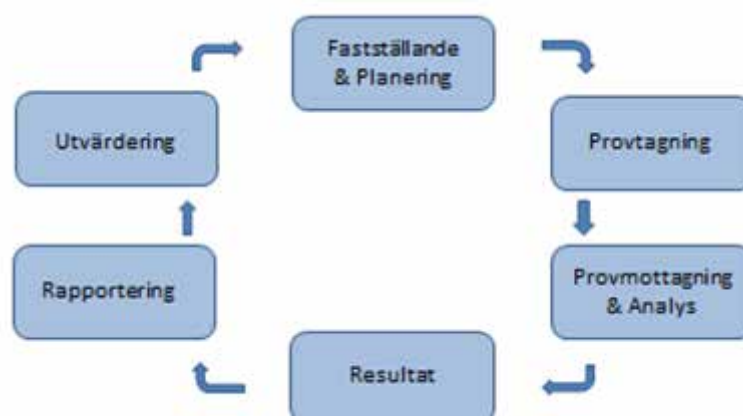 Fastställande
& Planering
Provtagning
Provmottagning
& Analys
Resultat
Rapportering
Utvärdering